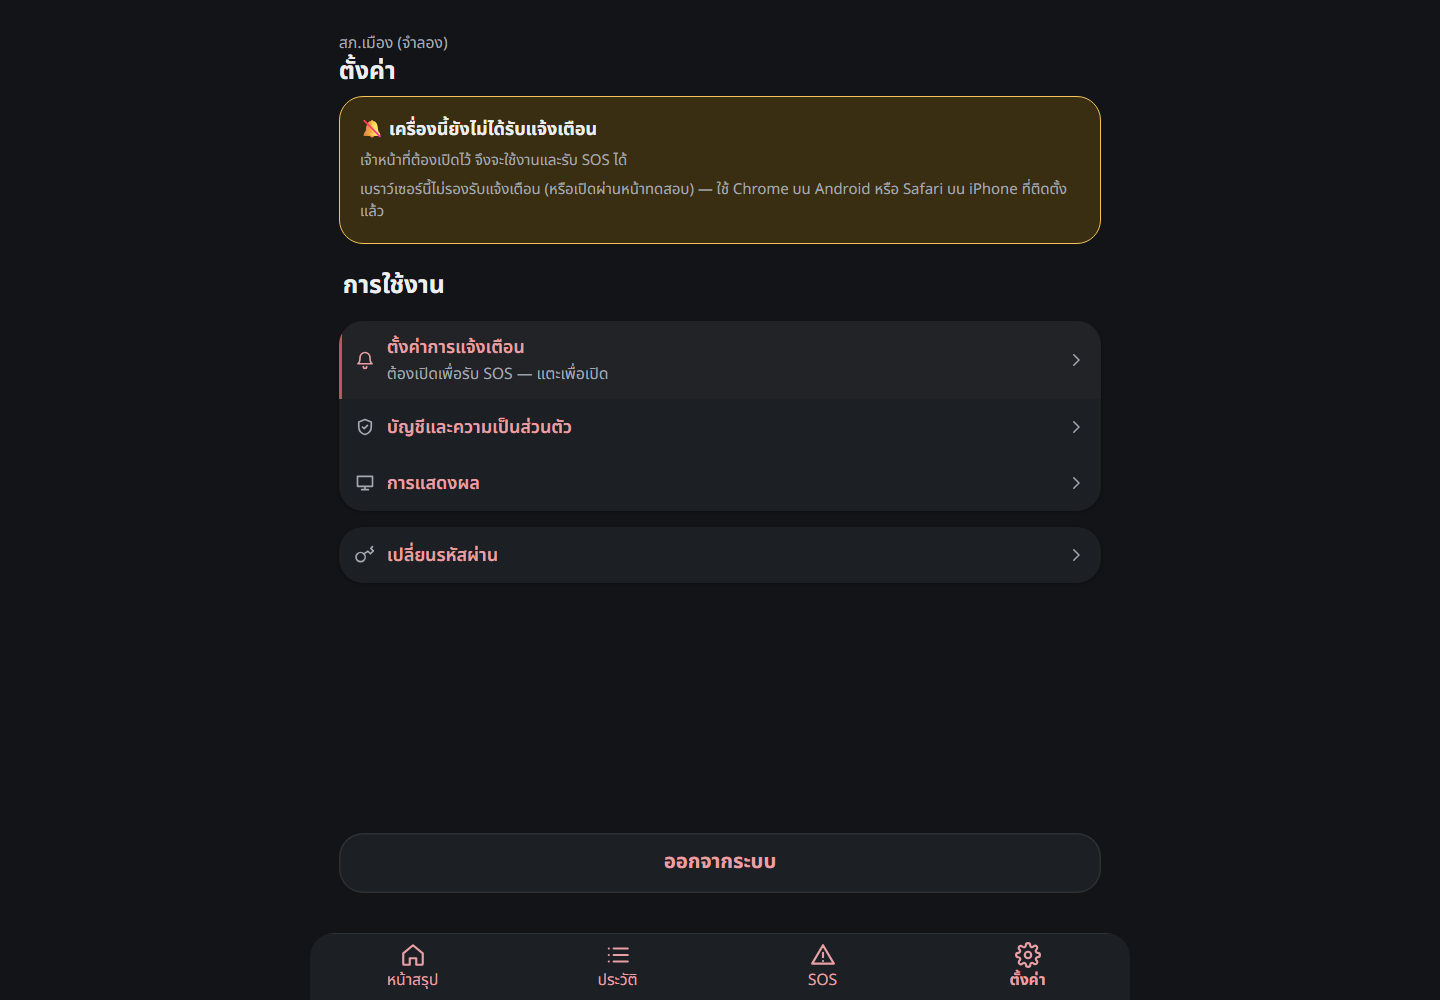 สภ.เมือง (จำลอง)
ตั้งค่า
เครื่องนี้ยังไม่ได้รับแจ้งเตือน
เจ้าหน้าที่ต้องเปิดไว้ จึงจะใช้งานและรับ SOS ได้
เบราว์เซอร์นี้ไม่รองรับแจ้งเตือน (หรือเปิดผ่านหน้าทดสอบ) — ใช้ Chrome บน Android หรือ Safari บน iPhone ที่ติดตั้ง
แล้ว
การใช้งาน
ตั้งค่าการแจ้งเตือน
ต้องเปิดเพื่อรับ SOS — แตะเพื่อเปิด
บัญชีและความเป็นส่วนตัว
การแสดงผล
เปลี่ยนรหัสผ่าน
ออกจากระบบ
หน้าสรุป
ประวัติ
SOS
ตั้งค่า